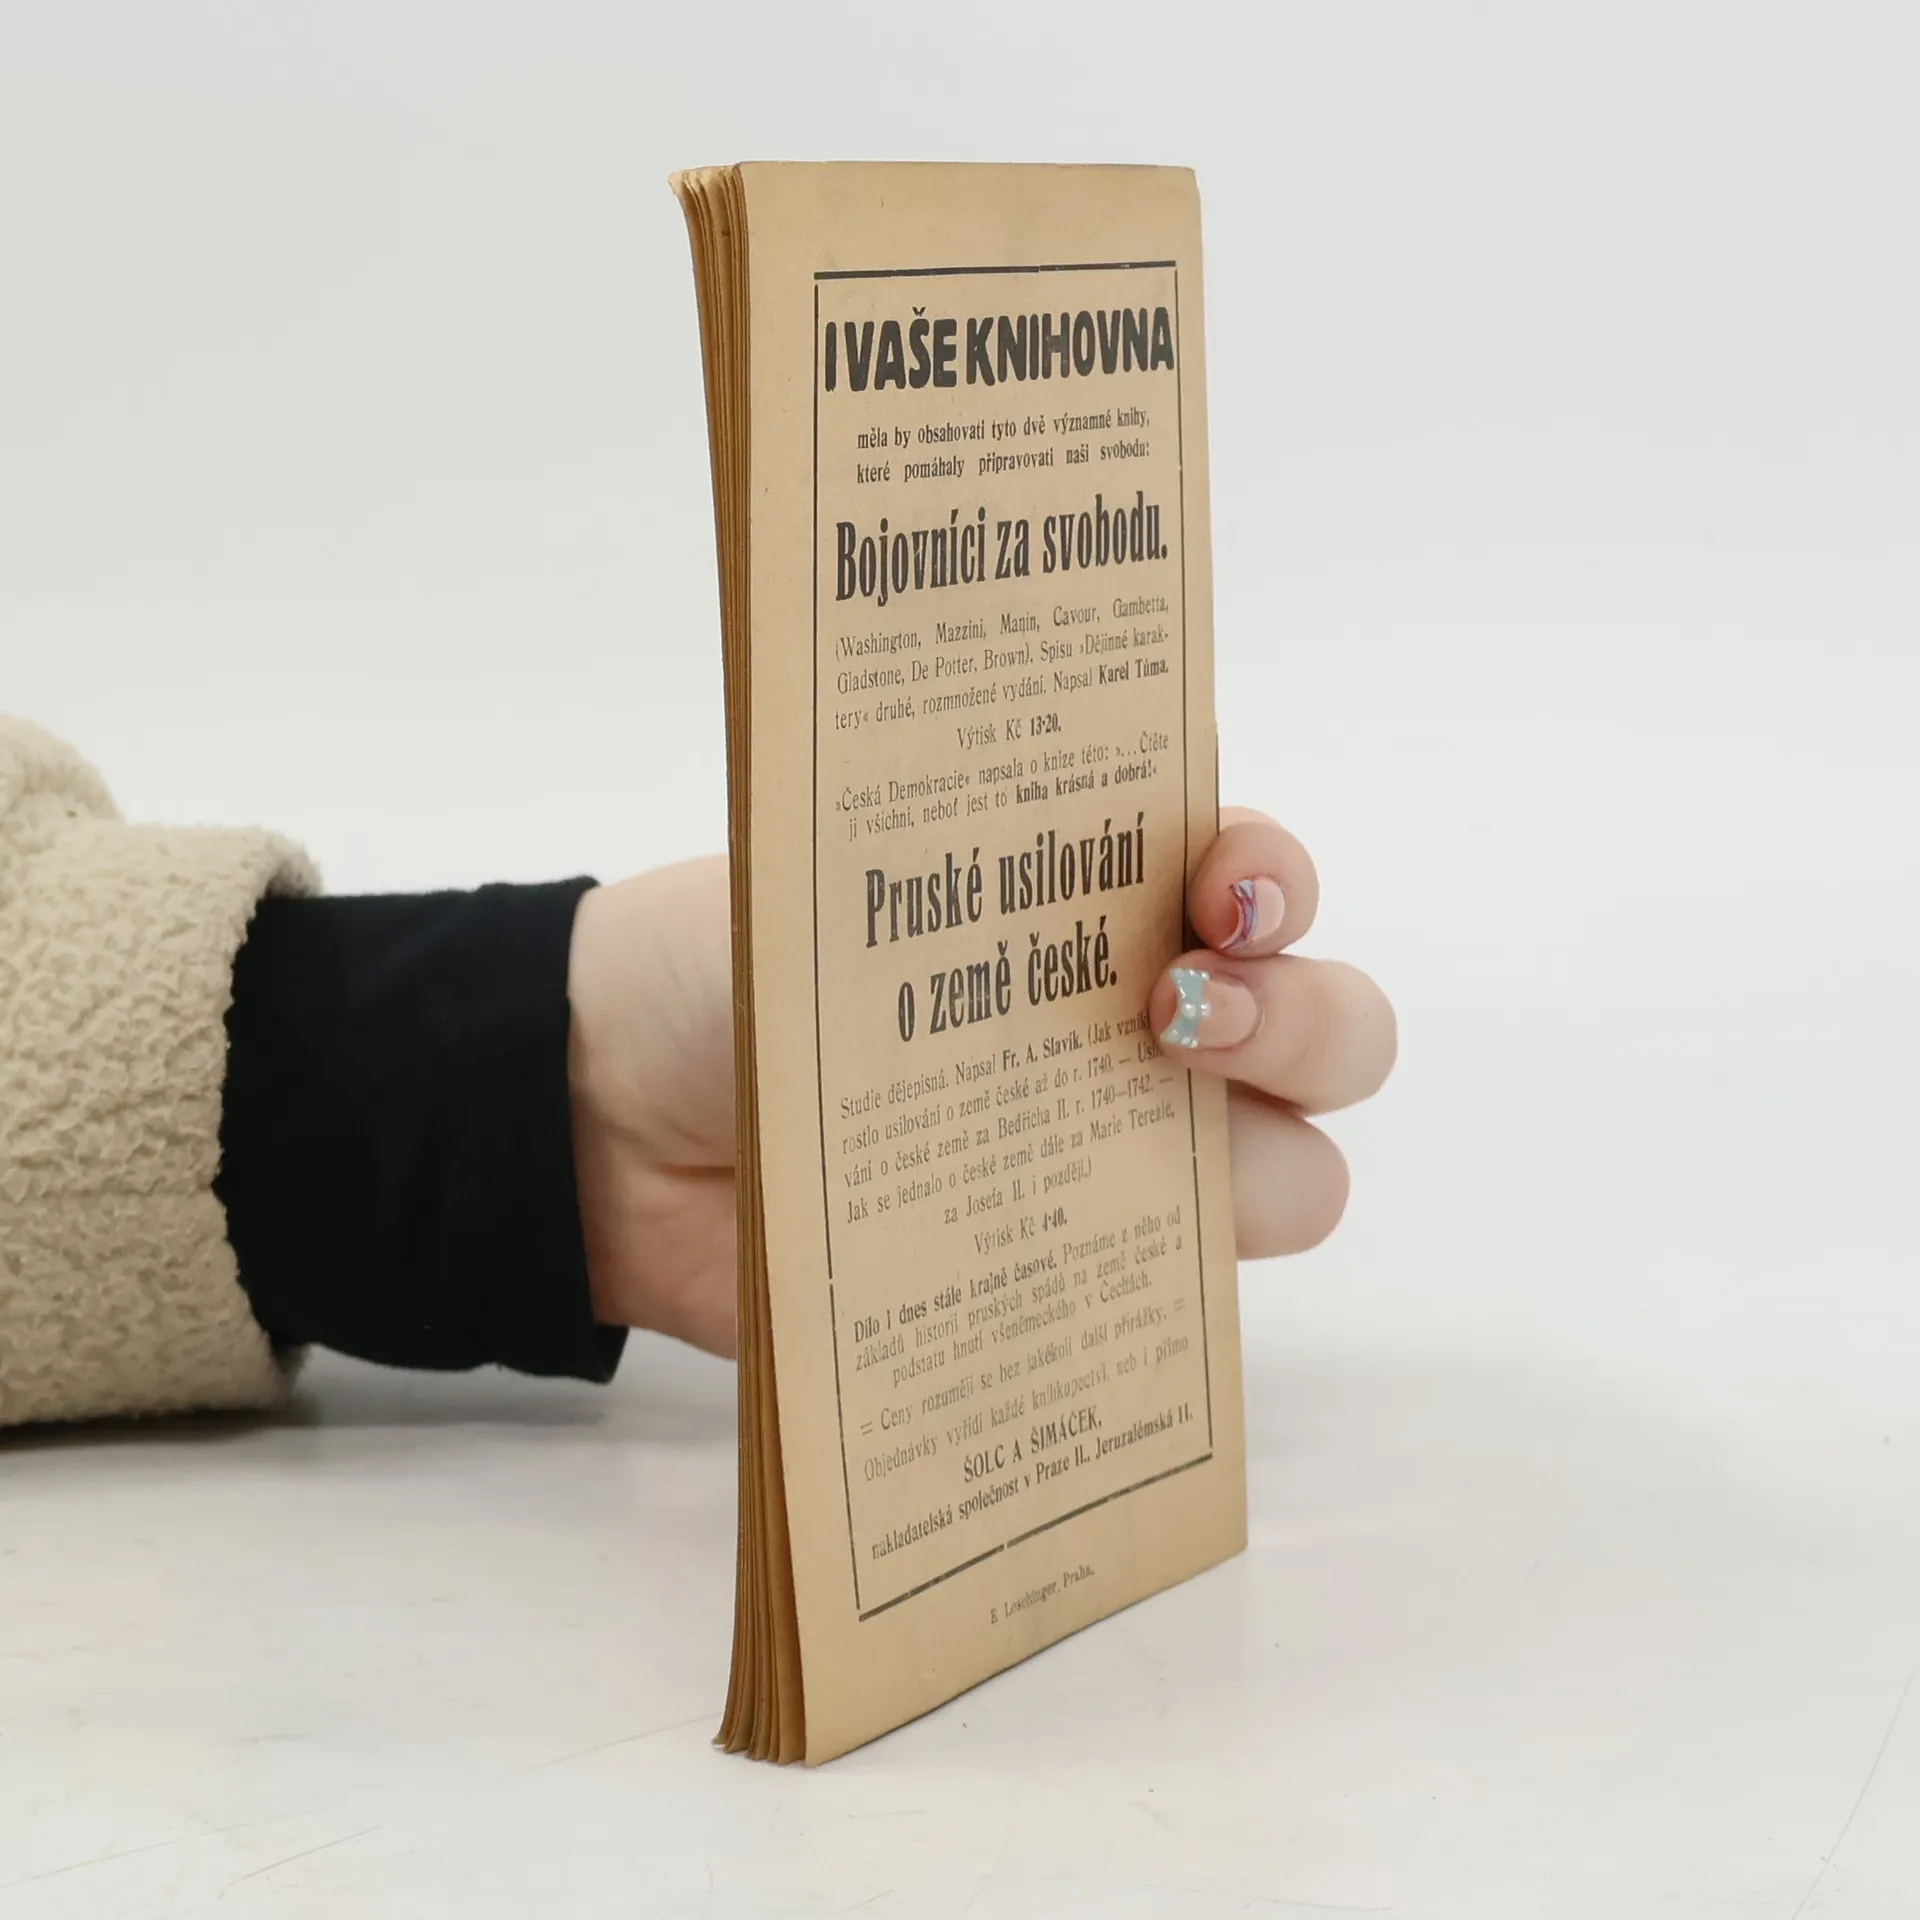 I VAŠE KNIHOVNA
měla by obsahovati tyto dvě významné knihy,
které pomáhaly připravovati naši svobodu:
Bojovníci za svobodu.
(Washington, Mazzini, Manin, Cavour, Gambetta,
Gladstone, De Potter, Brown). Spisu »Dějinné karak-
tery« druhé, rozmnožené vydání. Napsal Karel Tůma.
Výtisk Kč 13·20.
»Česká Demokracie« napsala o knize této: »...Čtěte
ji všichni, neboť jest to kniha krásná a dobrá!«
Pruské usilování
o země české.
Studie dějepisná. Napsal Fr. A. Slavík. (Jak
rostlo usilování o země české až do r. 1740. —
vání o české země za Bedřicha II. r. 1740—1742. —
Jak se jednalo o české země dále za Marie Terezie,
za Josefa II. i později.)
Výtisk Kč 4·40.
Dílo i dnes stále krajně časové. Poznáme z něho od
základů historii pruských spádů na země české a
podstatu hnutí všeněmeckého v Čechách.
= Ceny rozumějí se bez jakékoli další přirážky. =
Objednávky vyřídí každé knihkupectví, neb i přímo
ŠOLC A ŠIMÁČEK,
nakladatelská společnost v Praze II., Jeruzalémská 11.
E. Loschinger, Praha.